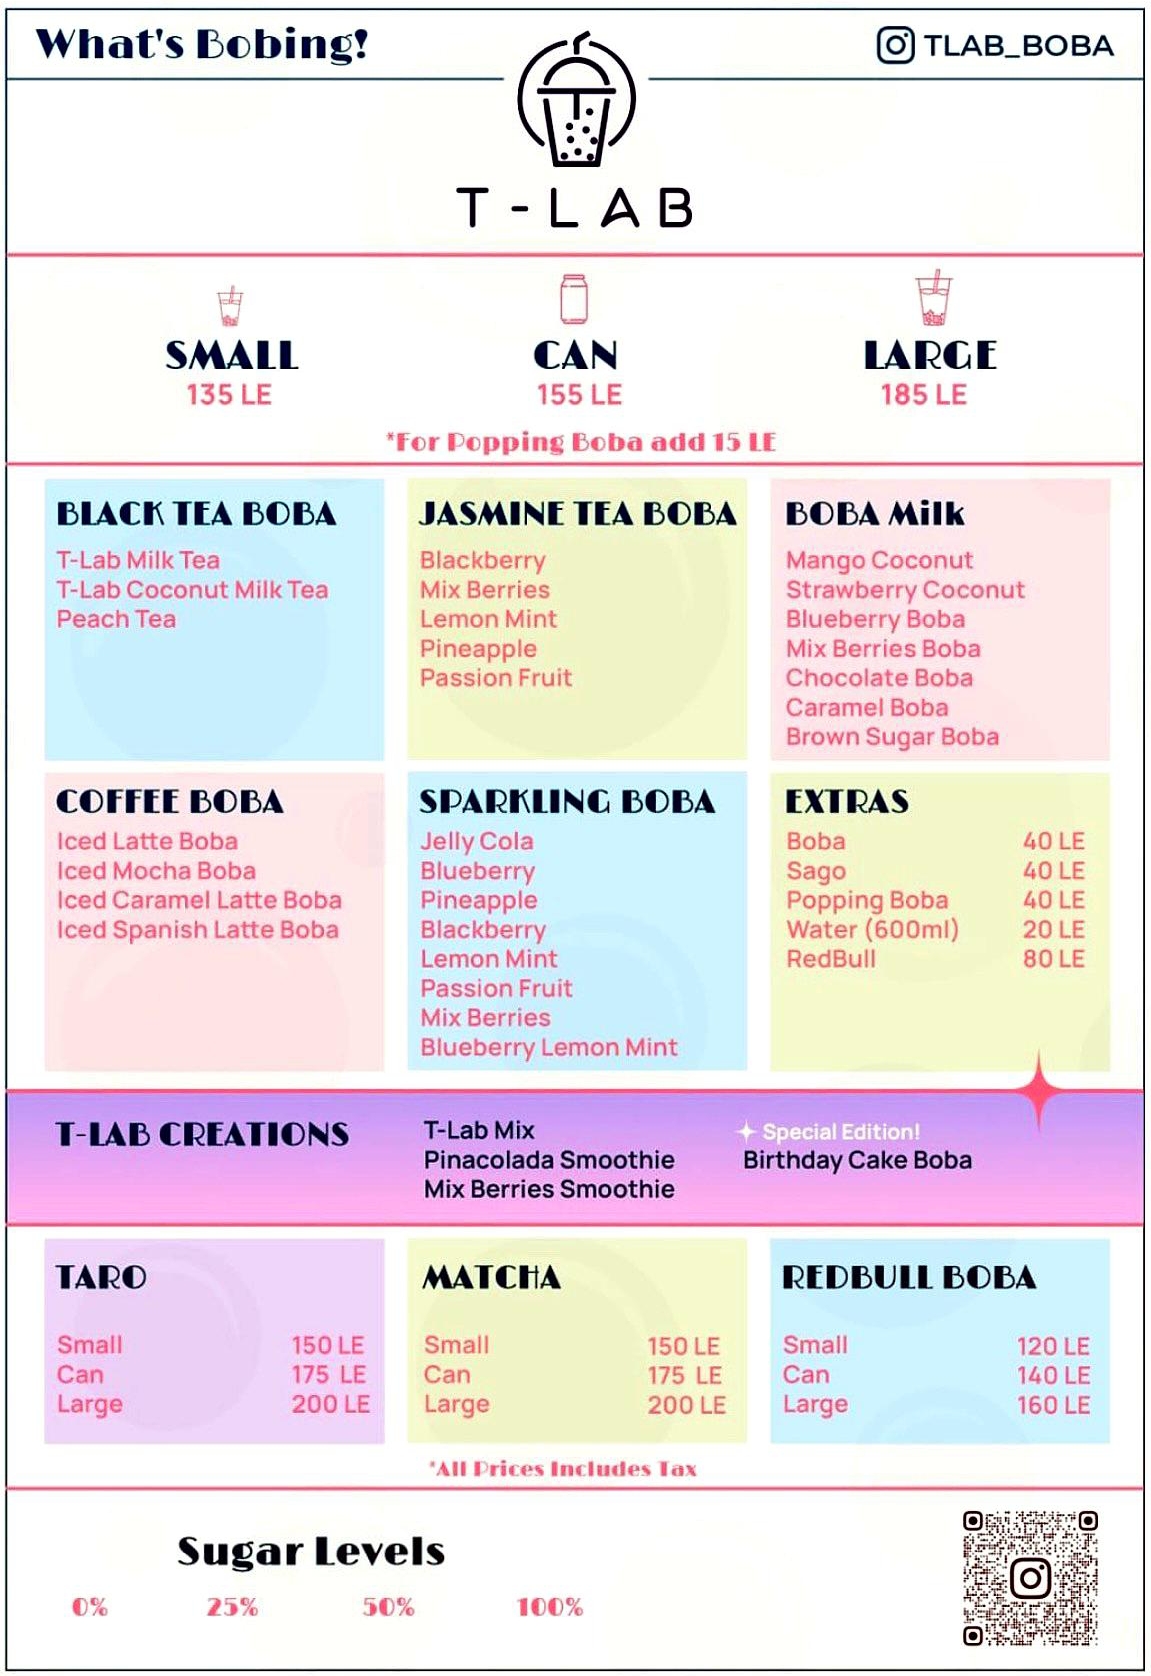 What's Bobing!
TLAB_BOBA
T-LAB
SMALL
135 LE
CAN
155 LE
LARGE
185 LE
*For Popping Boba add 15 LE
BLACK TEA BOBA
T-Lab Milk Tea
T-Lab Coconut Milk Tea
Peach Tea
JASMINE TEA BOBA
Blackberry
Mix Berries
Lemon Mint
Pineapple
Passion Fruit
BOBA Milk
Mango Coconut
Strawberry Coconut
Blueberry Boba
Mix Berries Boba
Chocolate Boba
Caramel Boba
Brown Sugar Boba
COFFEE BOBA
Iced Latte Boba
Iced Mocha Boba
Iced Caramel Latte Boba
Iced Spanish Latte Boba
SPARKLING BOBA
Jelly Cola
Blueberry
Pineapple
Blackberry
Lemon Mint
Passion Fruit
Mix Berries
Blueberry Lemon Mint
EXTRAS
Boba 40 LE
Sago 40 LE
Popping Boba 40 LE
Water (600ml) 20 LE
RedBull 80 LE
T-LAB CREATIONS
T-Lab Mix
Pinacolada Smoothie
Mix Berries Smoothie
Special Edition!
Birthday Cake Boba
TARO
Small 150 LE
Can 175 LE
Large 200 LE
MATCHA
Small 150 LE
Can 175 LE
Large 200 LE
REDBULL BOBA
Small 120 LE
Can 140 LE
Large 160 LE
*All Prices Includes Tax
Sugar Levels
0% 25% 50% 100%